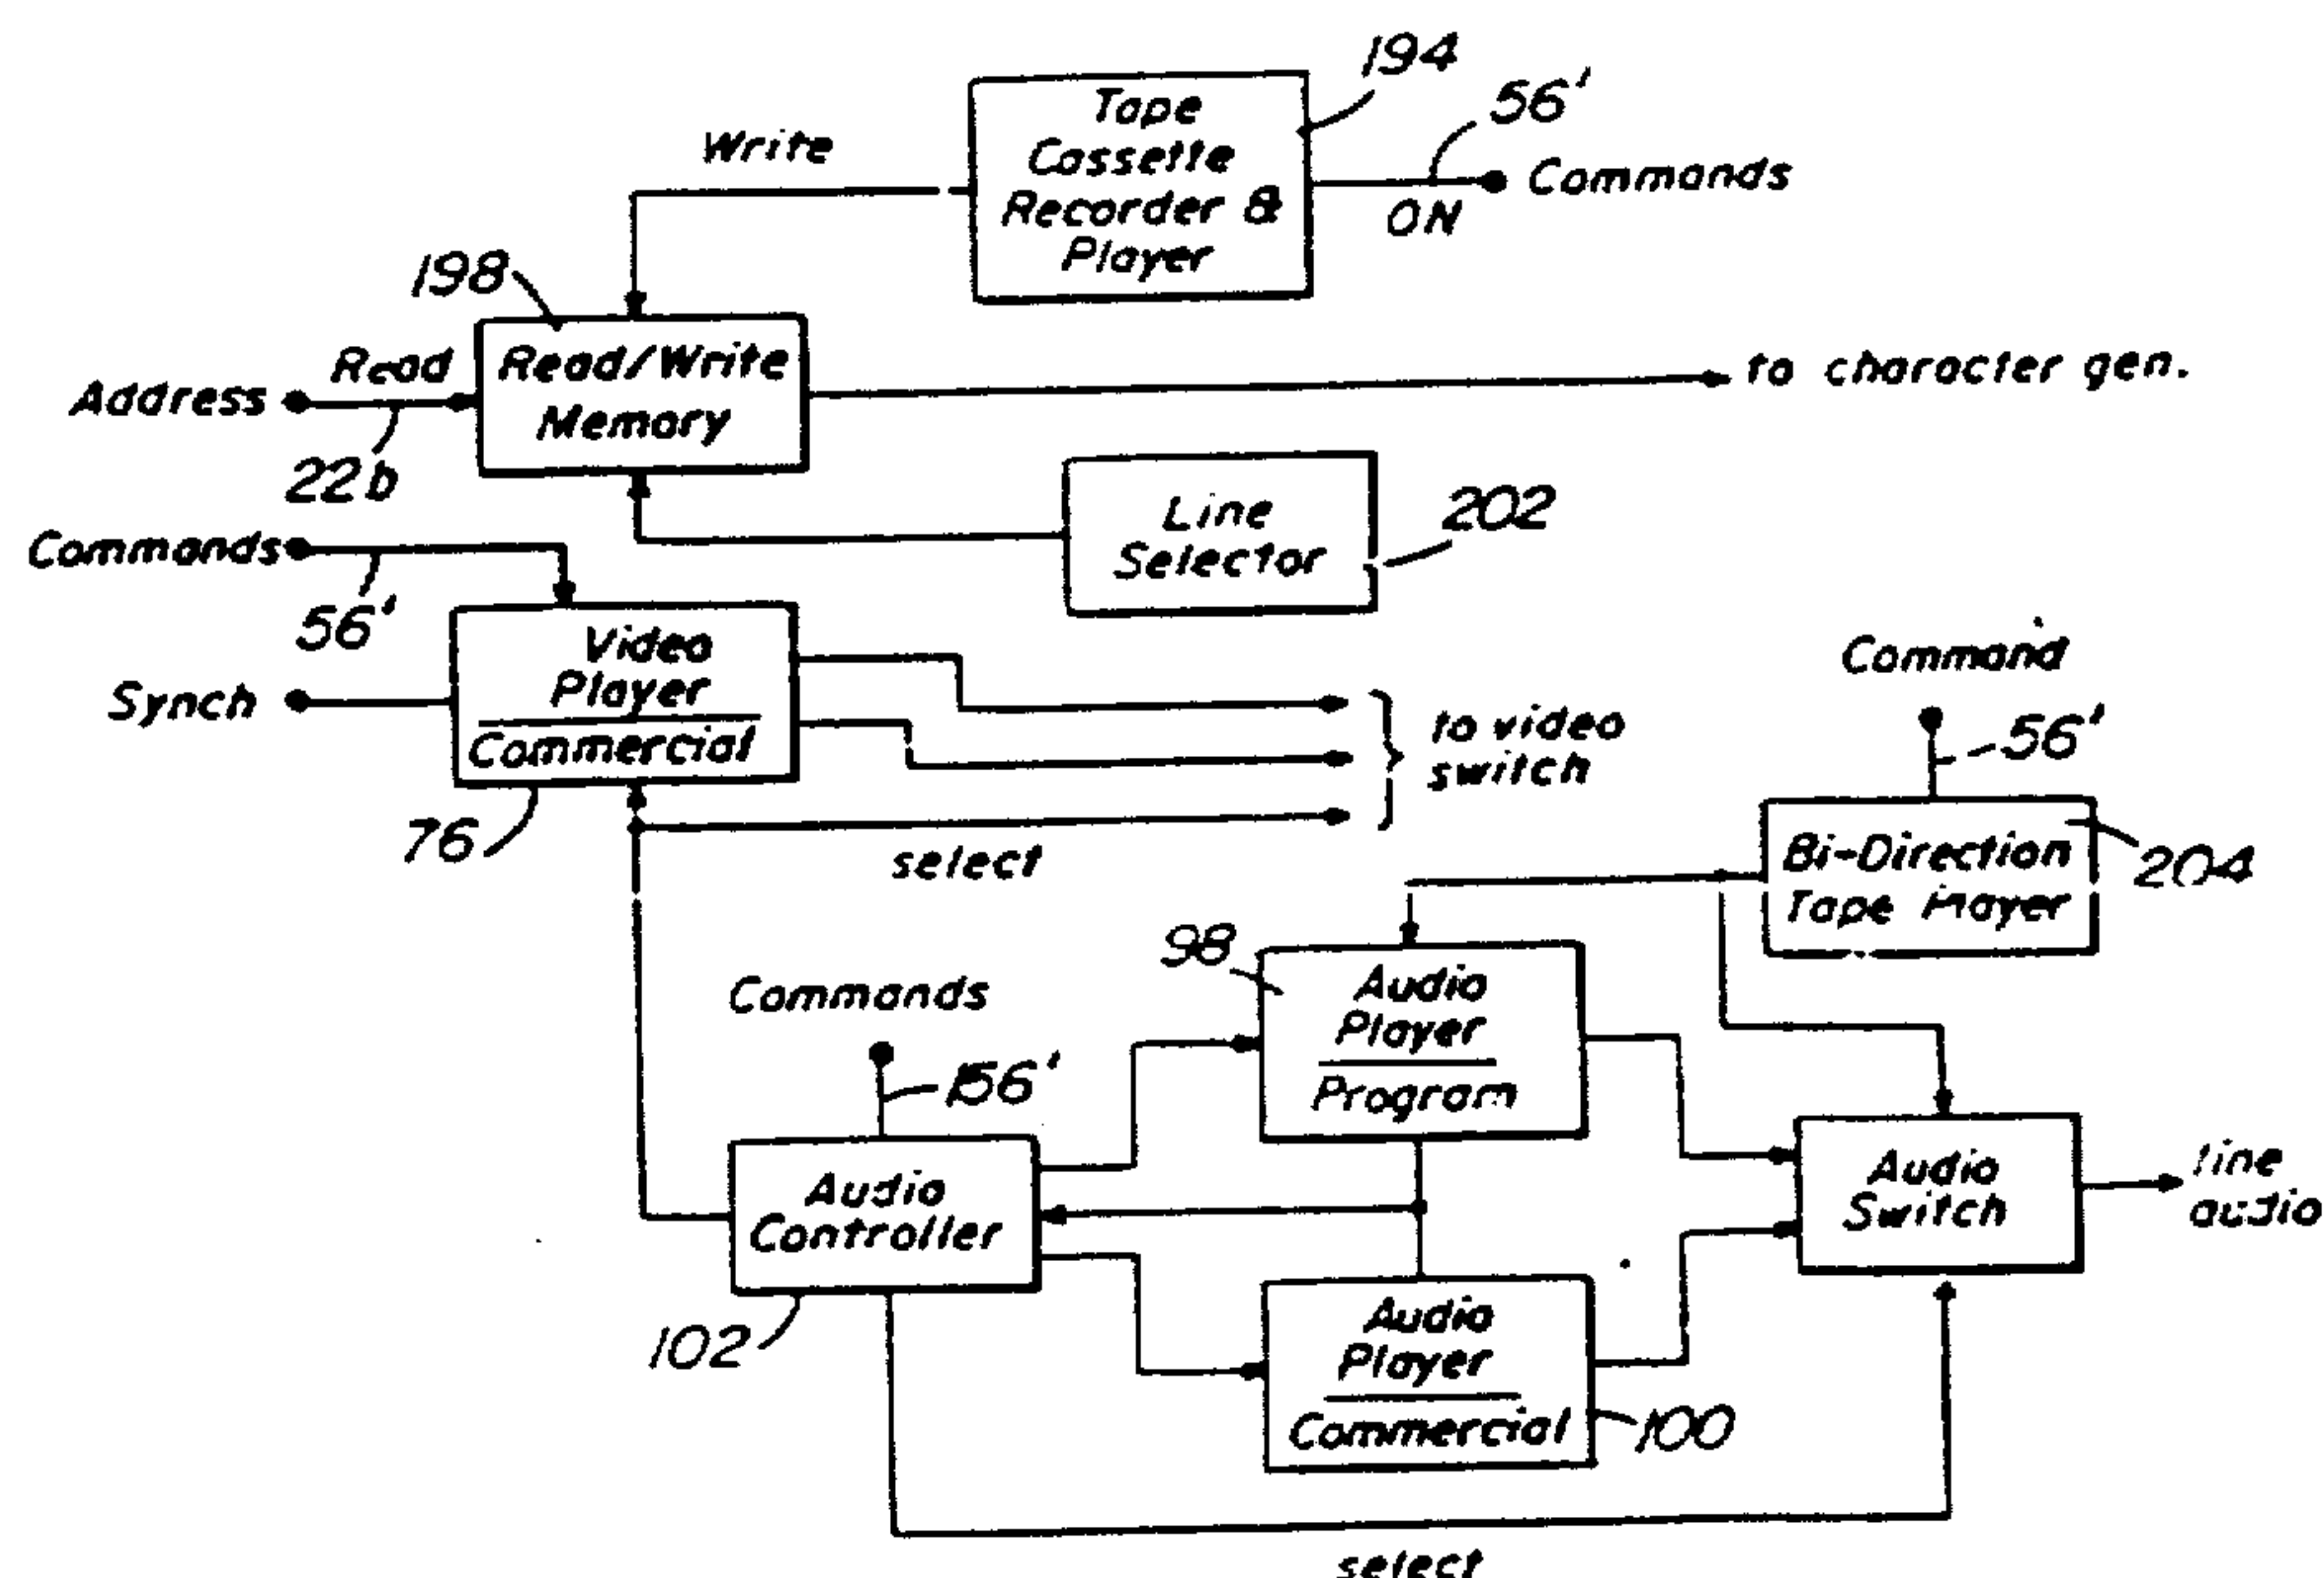 194
Tape
Cassette
Recorder &
Player
56'
Commands
ON
Write
198
Read/Write
Memory
Address
Read
22b
to character gen.
Line
Selector
202
Commands
56'
Synch
Video
Player
Commercial
76
to video
switch
select
Command
56'
Bi-Direction
Tape Player
204
98
Audio
Player
Program
Commands
156'
Audio
Controller
102
Audio
Switch
line
audio
Audio
Player
Commercial
100
select